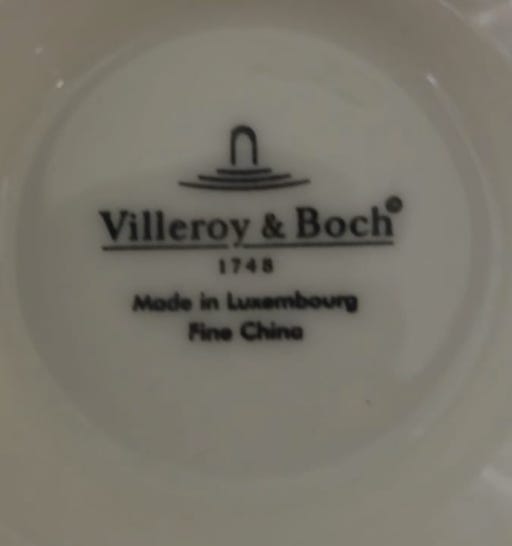 Villeroy & Boch®
1748
Made in Luxembourg
Fine China